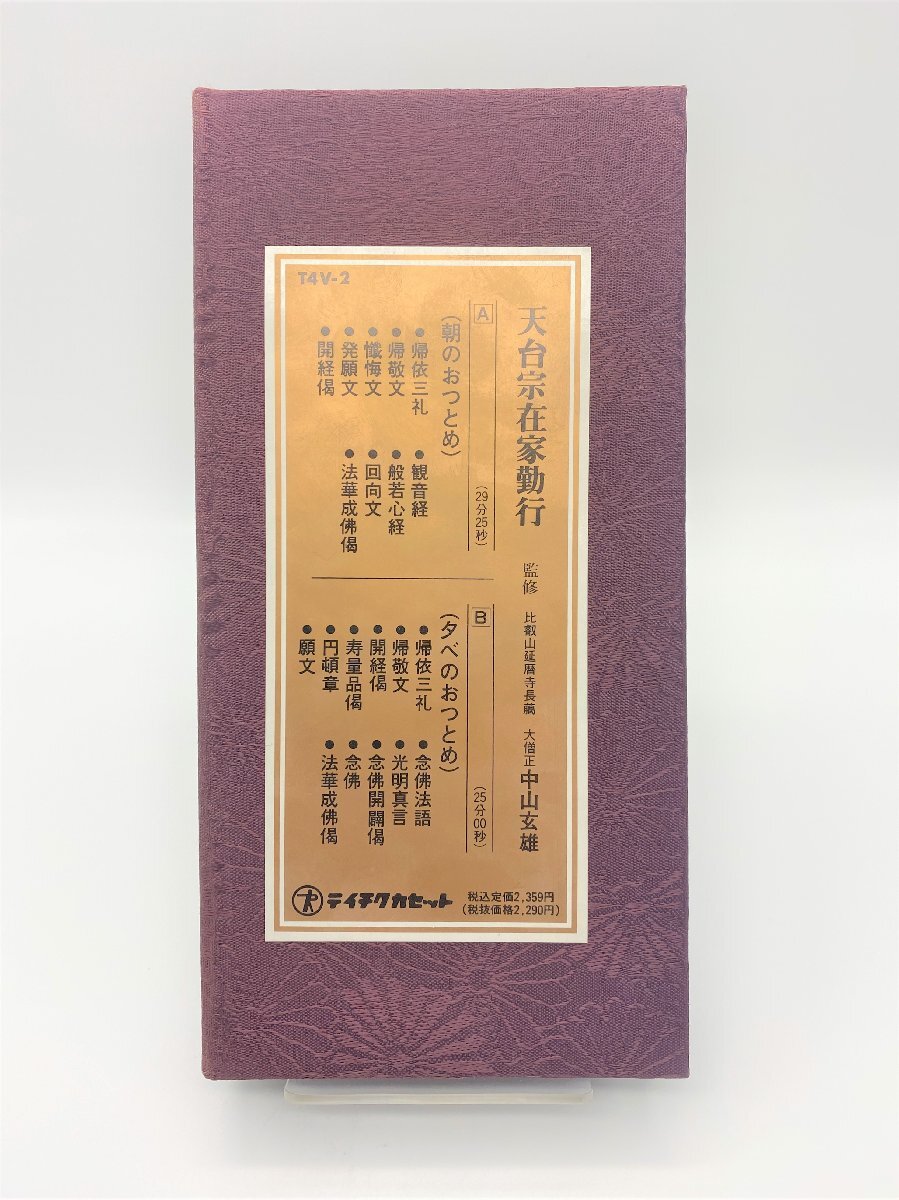 T4V-2
天台宗在家勤行
監修 比叡山延暦寺長﨟 大僧正 中山玄雄
A
(29分25秒)
(朝のおつとめ)
●帰依三礼
●帰敬文
●懺悔文
●発願文
●開経偈
●観音経
●般若心経
●回向文
●法華成佛偈
B
(25分00秒)
(夕べのおつとめ)
●帰依三礼
●帰敬文
●開経偈
●寿量品偈
●円頓章
●願文
●念佛法語
●光明真言
●念佛開闢偈
●念佛
●法華成佛偈
テイチクカセット
税込定価2,359円
(税抜価格2,290円)